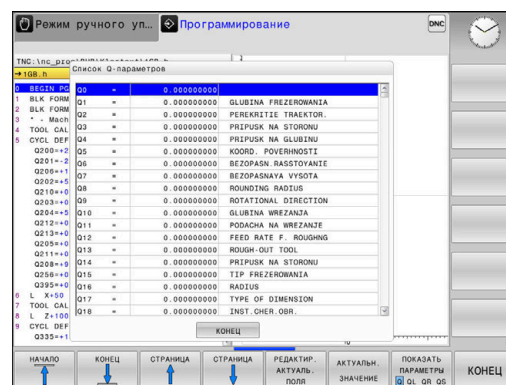 Режим ручного уп...
Программирование
DNC
TNC:\nc_prog\
→1GB.h
Список Q-параметров
0 BEGIN PG
1 BLK FORM
2 BLK FORM
3 * - Mach
4 TOOL CAL
5 CYCL DEF
Q200=+2
Q201=-2
Q206=+1
Q202=+5
Q210=+0
Q203=+0
Q204=+5
Q212=+0
Q213=+0
Q205=+0
Q211=+0
Q208=+9
Q256=+0
Q395=+0
6 L X+50
7 TOOL CAL
8 L Z+100
9 CYCL DEF
Q335=+1
Q0 = 0.000000000
Q1 = 0.000000000 GLUBINA FREZEROWANIA
Q2 = 0.000000000 PEREKRITIE TRAEKTOR.
Q3 = 0.000000000 PRIPUSK NA STORONU
Q4 = 0.000000000 PRIPUSK NA GLUBINU
Q5 = 0.000000000 KOORD. POVERHNOSTI
Q6 = 0.000000000 BEZOPASN.RASSTOYANIE
Q7 = 0.000000000 BEZOPASNAYA VYSOTA
Q8 = 0.000000000 ROUNDING RADIUS
Q9 = 0.000000000 ROTATIONAL DIRECTION
Q10 = 0.000000000 GLUBINA WREZANJA
Q11 = 0.000000000 PODACHA NA WREZANJE
Q12 = 0.000000000 FEED RATE F. ROUGHNG
Q13 = 0.000000000 ROUGH-OUT TOOL
Q14 = 0.000000000 PRIPUSK NA STORONU
Q15 = 0.000000000 TIP FREZEROWANIA
Q16 = 0.000000000 RADIUS
Q17 = 0.000000000 TYPE OF DIMENSION
Q18 = 0.000000000 INST.CHER.OBR.
КОНЕЦ
НАЧАЛО
КОНЕЦ
СТРАНИЦА
СТРАНИЦА
РЕДАКТИР.
АКТУАЛЬ.
ПОЛЯ
АКТУАЛЬН.
ЗНАЧЕНИЕ
ПОКАЗАТЬ
ПАРАМЕТРЫ
Q QL QR QS
КОНЕЦ